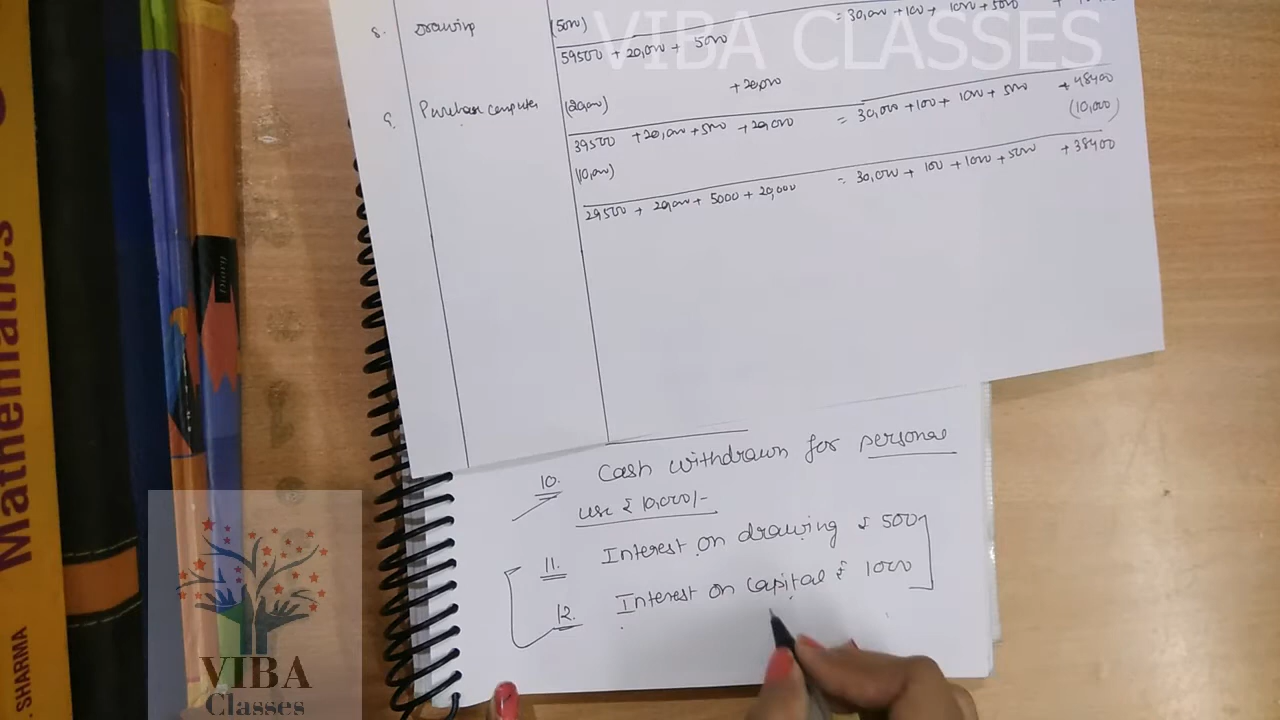 VIBA CLASSES
8. Drawing (5000) = 30,000 + 100 + 1000 + 5000
59500 + 20,000 + 5000
+ 20,000
9. Purchase computer (20,000)
39500 + 20,000 + 5000 + 20,000 = 30,000 + 100 + 1000 + 5000 + 48400
(10,000) (10,000)
29500 + 20,000 + 5000 + 20,000 = 30,000 + 100 + 1000 + 5000 + 38400
10. Cash withdrawn for personal
use ₹ 10,000/-
11. Interest on drawing ₹ 500
12. Interest on capital ₹ 1000
Mathematics
. SHARMA
VIBA
Classes